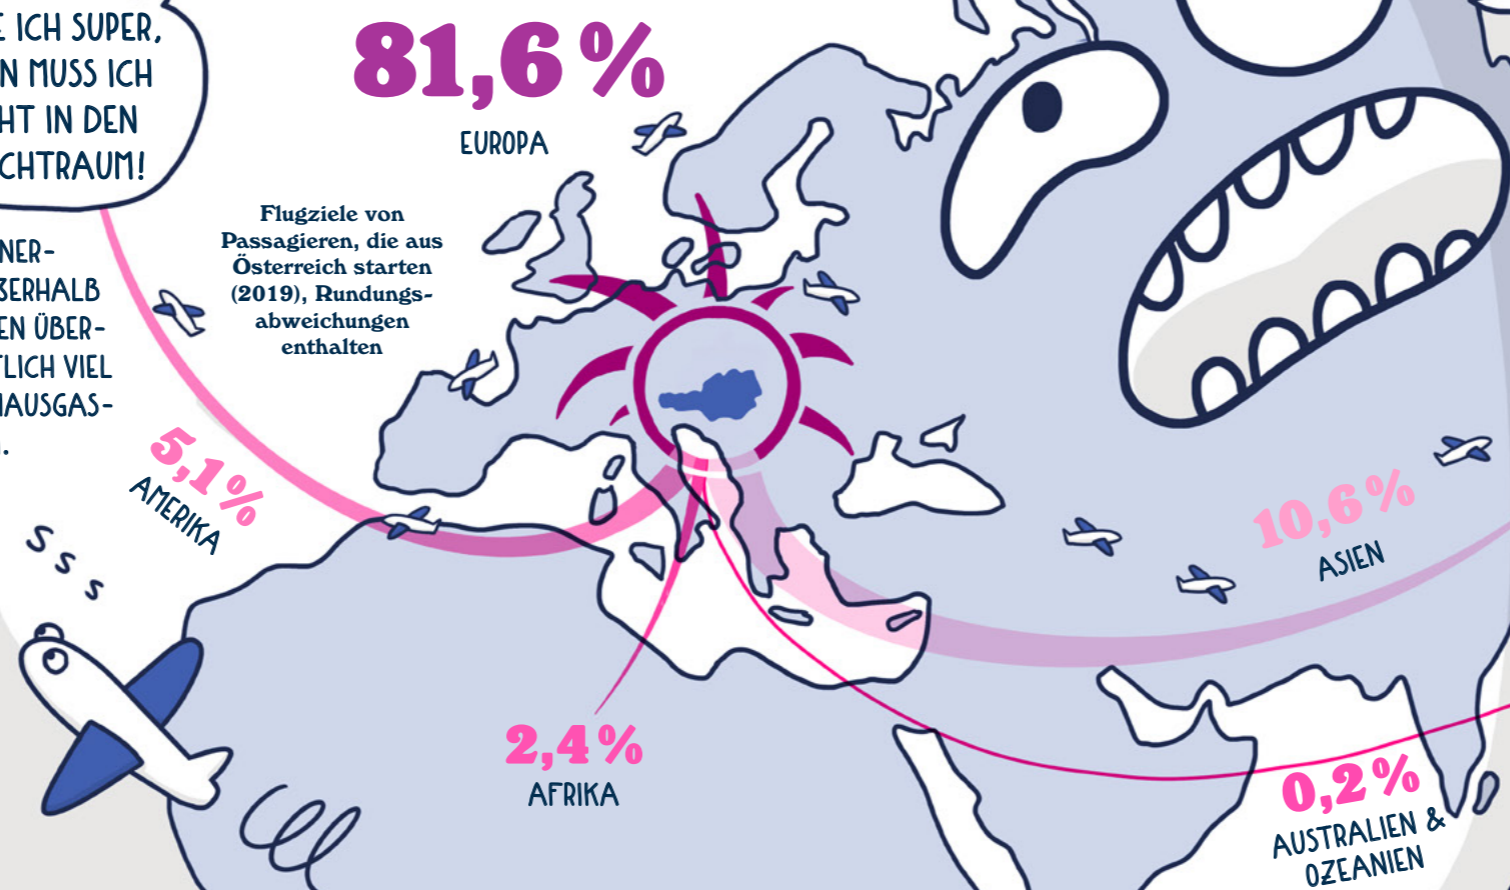 E ICH SUPER,
N MUSS ICH
HT IN DEN
CHTRAUM!
81,6 %
EUROPA
Flugziele von
Passagieren, die aus
Österreich starten
(2019), Rundungs-
abweichungen
enthalten
NER-
ßERHALB
EN ÜBER-
TLICH VIEL
HAUSGAS-
.
5,1 %
AMERIKA
S S S
10,6 %
ASIEN
2,4 %
AFRIKA
0,2 %
AUSTRALIEN &
OZEANIEN